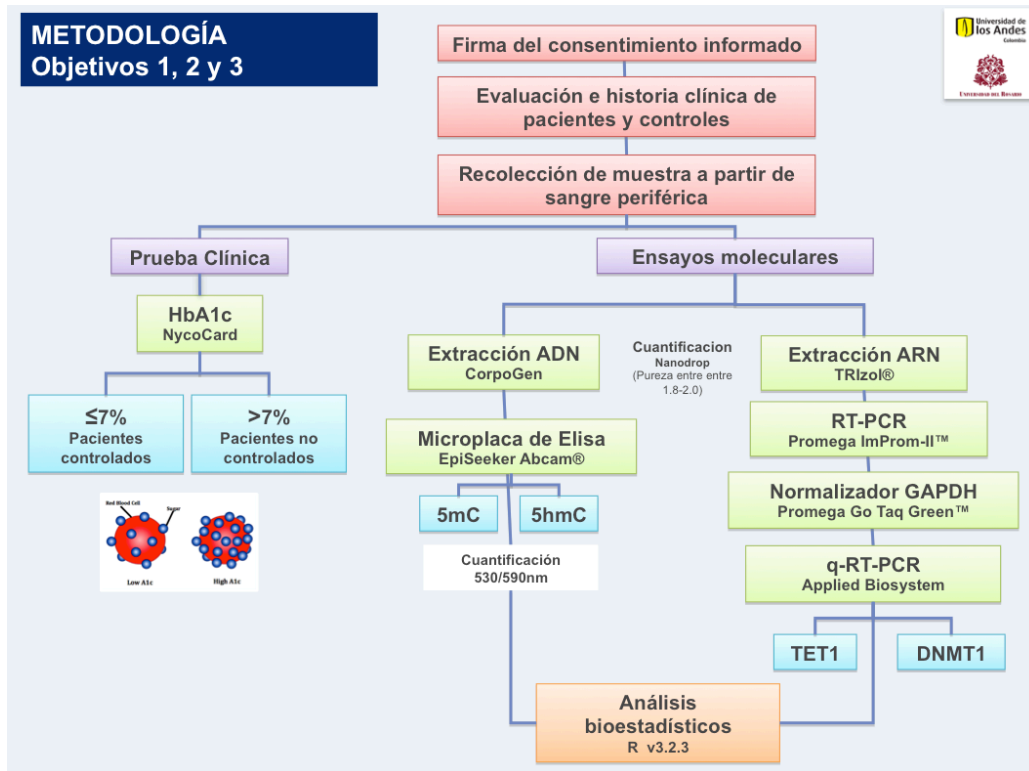 METODOLOGÍA
Objetivos 1, 2 y 3
Universidad de
los Andes
Colombia
UNIVERSIDAD DEL ROSARIO
Firma del consentimiento informado
Evaluación e historia clínica de
pacientes y controles
Recolección de muestra a partir de
sangre periférica
Prueba Clínica
Ensayos moleculares
HbA1c
NycoCard
≤7%
Pacientes
controlados
>7%
Pacientes no
controlados
Red Blood Cell
Sugar
Low A1c
High A1c
Extracción ADN
CorpoGen
Cuantificacion
Nanodrop
(Pureza entre entre
1.8-2.0)
Extracción ARN
TRIzol®
Microplaca de Elisa
EpiSeeker Abcam®
5mC
5hmC
Cuantificación
530/590nm
RT-PCR
Promega ImProm-II™
Normalizador GAPDH
Promega Go Taq Green™
q-RT-PCR
Applied Biosystem
TET1
DNMT1
Análisis
bioestadísticos
R v3.2.3